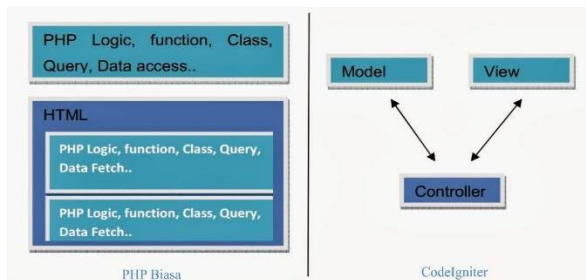 PHP Logic, function, Class,
Query, Data access..
HTML
PHP Logic, function, Class, Query,
Data Fetch..
PHP Logic, function, Class, Query,
Data Fetch..
PHP Biasa
Model
View
Controller
CodeIgniter